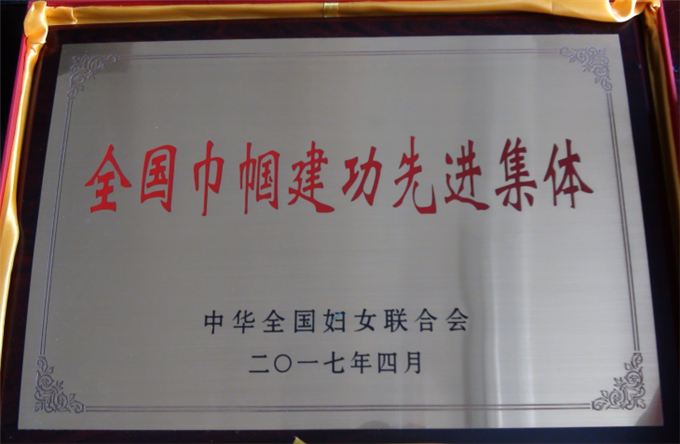 全国巾帼建功先进集体
中华全国妇女联合会
二〇一七年四月